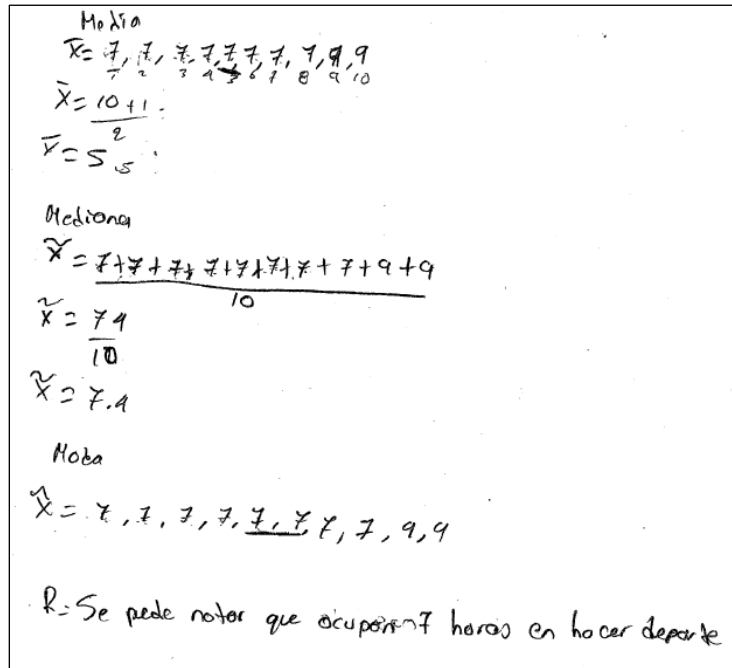 Media
x̄= 7, 7, 7, 7, 7, 7, 7, 7, 9, 9
1 2 3 4 5 6 7 8 9 10
x̄= 10+1
2
x̄= 5.5
Mediana
x̃ = 7+7+7+7+7+7+7+7+9+9
10
x̃ = 74
10
x̃ = 7.4
Moda
x̂ = 7, 7, 7, 7, 7, 7, 7, 7, 9, 9
R= Se pede notar que ocuparon 7 horas en hacer deporte